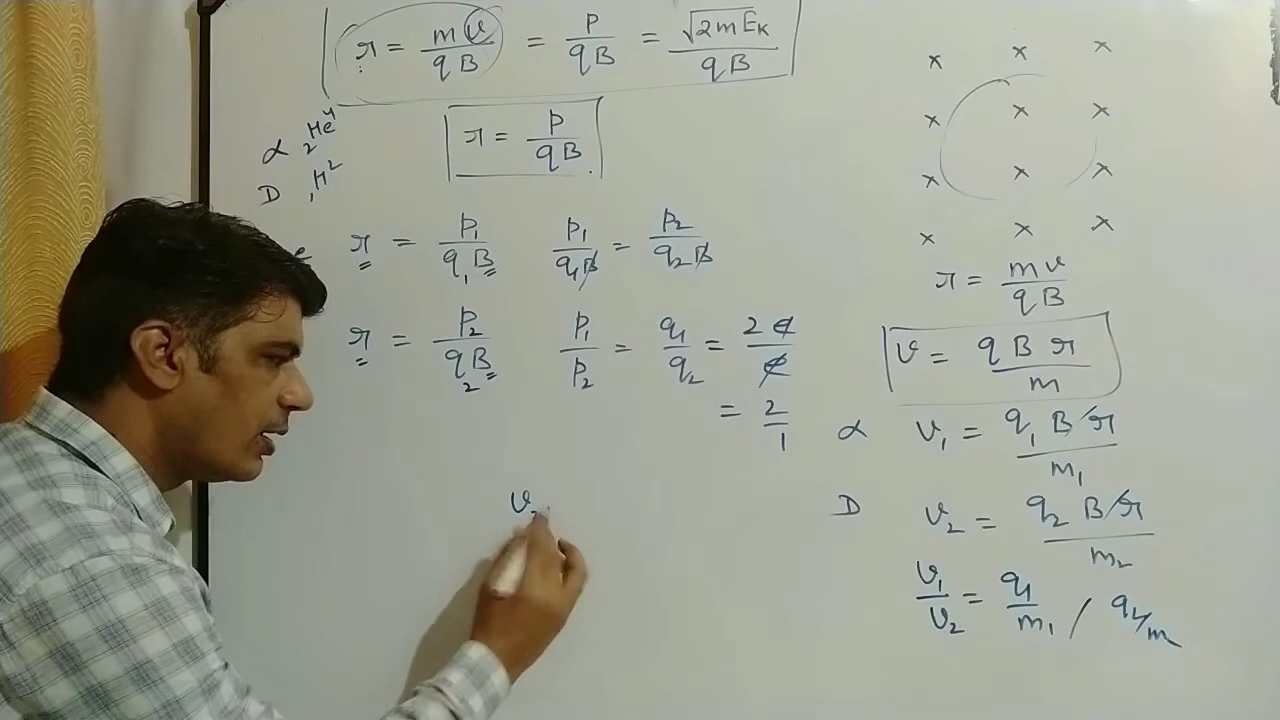 r = mv/qB = p/qB = √2mEk/qB
α ₂He⁴
D ₁H²
r = p/qB
r = p₁/q₁B p₁/q₁B = p₂/q₂B
r = p₂/q₂B p₁/p₂ = q₁/q₂ = 2e/e
= 2/1
v₂
× × ×
× × ×
× × ×
× × ×
r = mv/qB
v = qBr/m
α v₁ = q₁Br/m₁
D v₂ = q₂Br/m₂
v₁/v₂ = q₁/m₁ / q₂/m